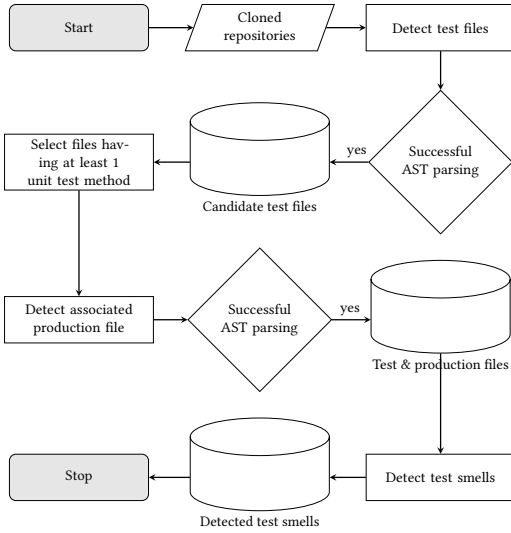 Start
Cloned
repositories
Detect test files
Select files hav-
ing at least 1
unit test method
Candidate test files
yes
Successful
AST parsing
Detect associated
production file
Successful
AST parsing
yes
Test & production files
Stop
Detected test smells
Detect test smells